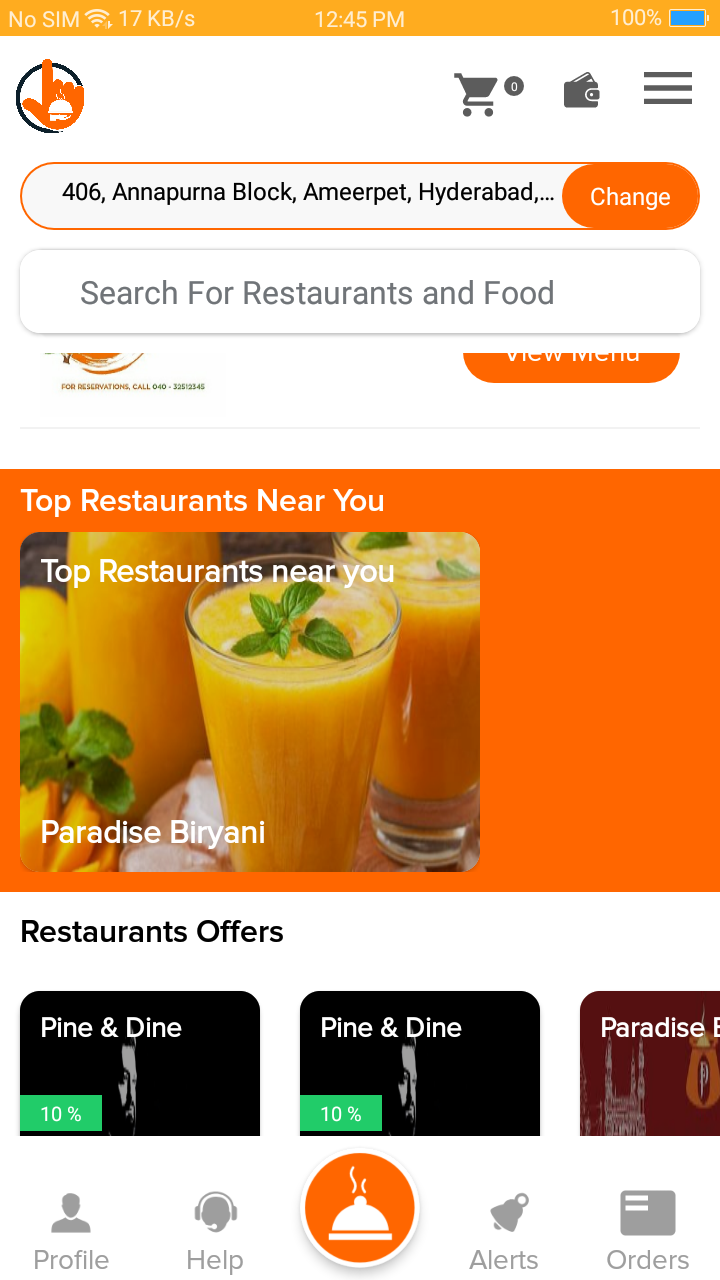 No SIM 17 KB/s 12:45 PM 100%
0
406, Annapurna Block, Ameerpet, Hyderabad,... Change
Search For Restaurants and Food
View Menu
FOR RESERVATIONS, CALL 040 - 32512345
Top Restaurants Near You
Top Restaurants near you
Paradise Biryani
Restaurants Offers
Pine & Dine Pine & Dine Paradise B
10 % 10 %
Profile Help Alerts Orders